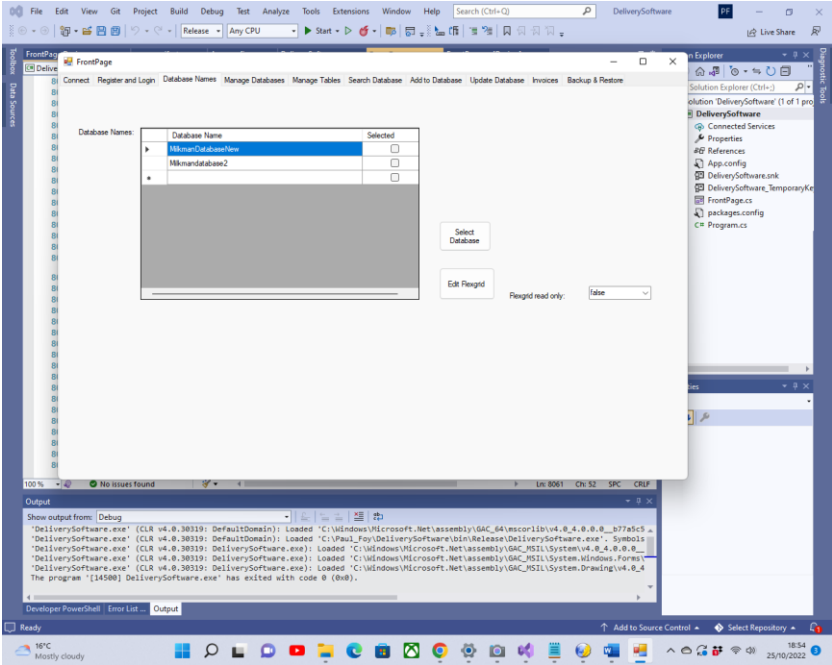 File Edit View Git Project Build Debug Test Analyze Tools Extensions Window Help Search (Ctrl+Q) DeliverySoftware PF
Release Any CPU Start Live Share
Toolbox
Data Sources
FrontPage
Connect Register and Login Database Names Manage Databases Manage Tables Search Database Add to Database Update Database Invoices Backup & Restore
Database Names:
Database Name Selected
MilkmanDatabaseNew
Milkmandatabase2
Select
Database
Edit Flexgrid
Flexgrid read only: false
n Explorer
Solution Explorer (Ctrl+;)
olution 'DeliverySoftware' (1 of 1 proj
DeliverySoftware
Connected Services
Properties
References
App.config
DeliverySoftware.snk
DeliverySoftware_TemporaryKe
FrontPage.cs
packages.config
C# Program.cs
Diagnostic Tools
ties
100 % No issues found Ln: 8061 Ch: 52 SPC CRLF
Output
Show output from: Debug
'DeliverySoftware.exe' (CLR v4.0.30319: DefaultDomain): Loaded 'C:\Windows\Microsoft.Net\assembly\GAC_64\mscorlib\v4.0_4.0.0.0__b77a5c5
'DeliverySoftware.exe' (CLR v4.0.30319: DefaultDomain): Loaded 'C:\Paul_Foy\DeliverySoftware\bin\Release\DeliverySoftware.exe'. Symbols
'DeliverySoftware.exe' (CLR v4.0.30319: DeliverySoftware.exe): Loaded 'C:\Windows\Microsoft.Net\assembly\GAC_MSIL\System\v4.0_4.0.0.0__
'DeliverySoftware.exe' (CLR v4.0.30319: DeliverySoftware.exe): Loaded 'C:\Windows\Microsoft.Net\assembly\GAC_MSIL\System.Windows.Forms\
'DeliverySoftware.exe' (CLR v4.0.30319: DeliverySoftware.exe): Loaded 'C:\Windows\Microsoft.Net\assembly\GAC_MSIL\System.Drawing\v4.0_4
The program '[14500] DeliverySoftware.exe' has exited with code 0 (0x0).
Developer PowerShell Error List ... Output
Ready Add to Source Control Select Repository
16°C
Mostly cloudy
18:54
25/10/2022